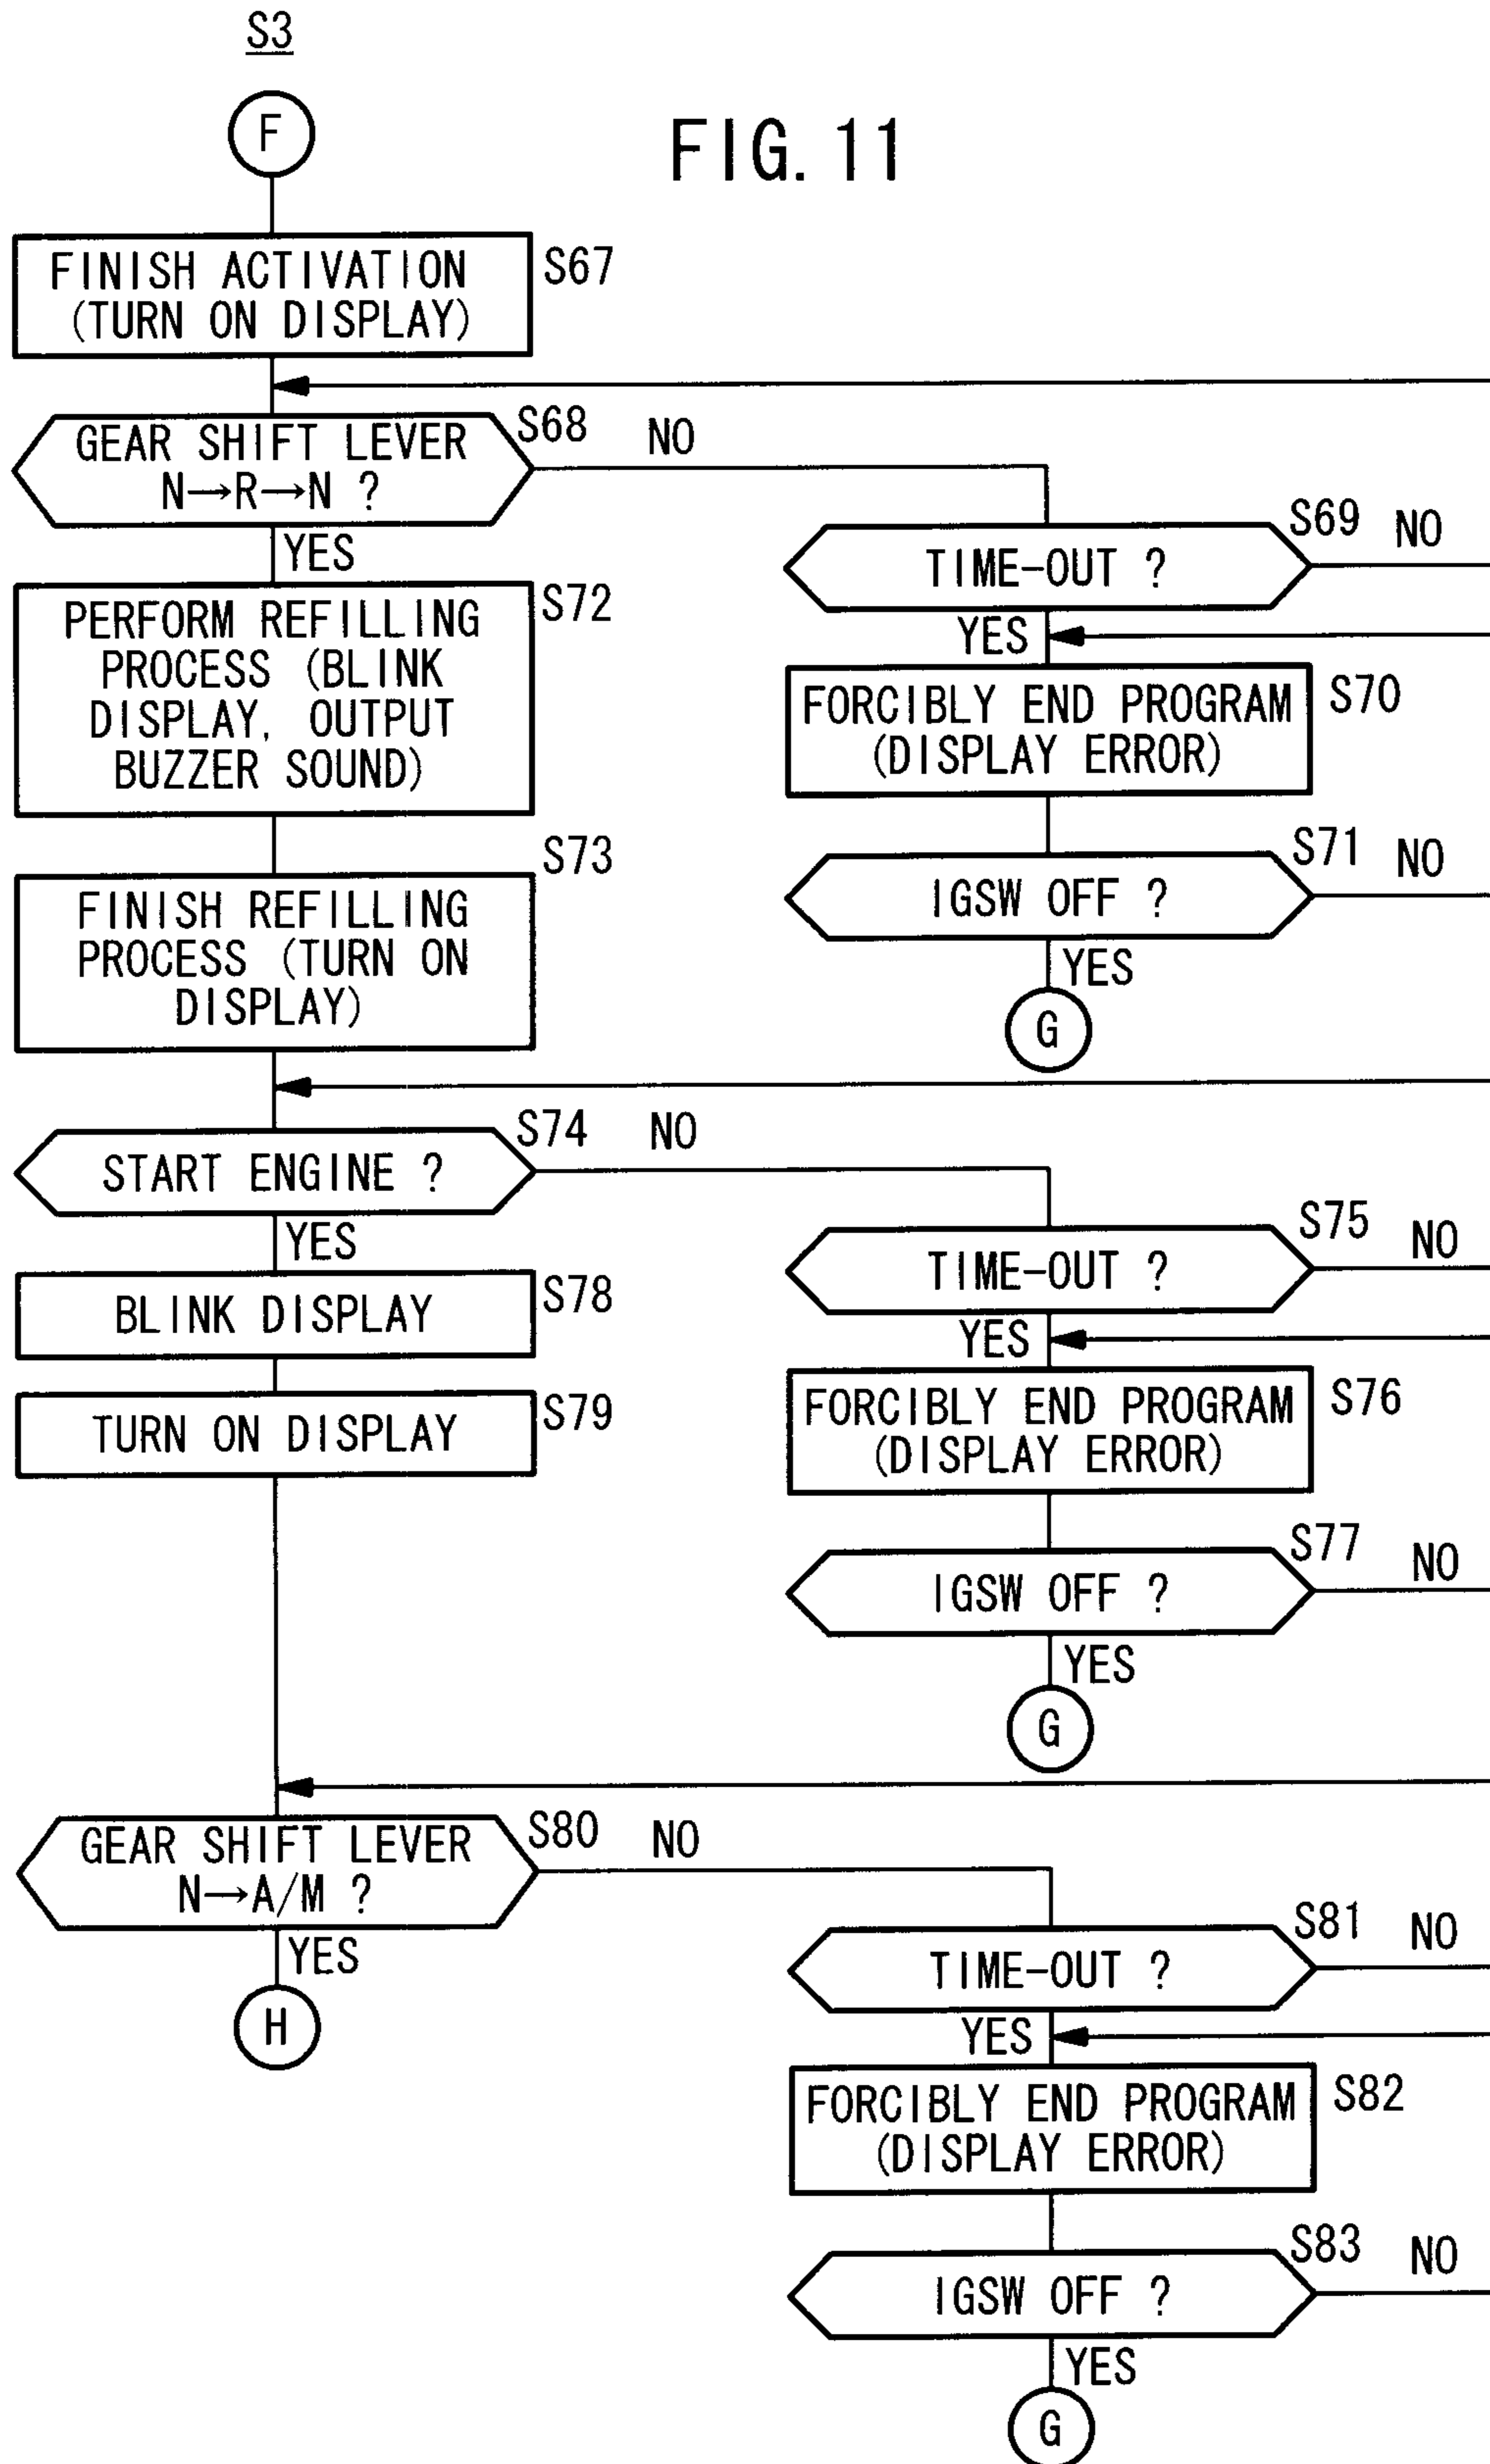 S3
F
FIG. 11
FINISH ACTIVATION
(TURN ON DISPLAY)
S67
GEAR SHIFT LEVER
N→R→N ?
S68
NO
YES
TIME-OUT ?
S69
NO
YES
PERFORM REFILLING
PROCESS (BLINK
DISPLAY, OUTPUT
BUZZER SOUND)
S72
FORCIBLY END PROGRAM
(DISPLAY ERROR)
S70
IGSW OFF ?
S71
NO
YES
G
FINISH REFILLING
PROCESS (TURN ON
DISPLAY)
S73
START ENGINE ?
S74
NO
YES
TIME-OUT ?
S75
NO
YES
BLINK DISPLAY
S78
TURN ON DISPLAY
S79
FORCIBLY END PROGRAM
(DISPLAY ERROR)
S76
IGSW OFF ?
S77
NO
YES
G
GEAR SHIFT LEVER
N→A/M ?
S80
NO
YES
H
TIME-OUT ?
S81
NO
YES
FORCIBLY END PROGRAM
(DISPLAY ERROR)
S82
IGSW OFF ?
S83
NO
YES
G